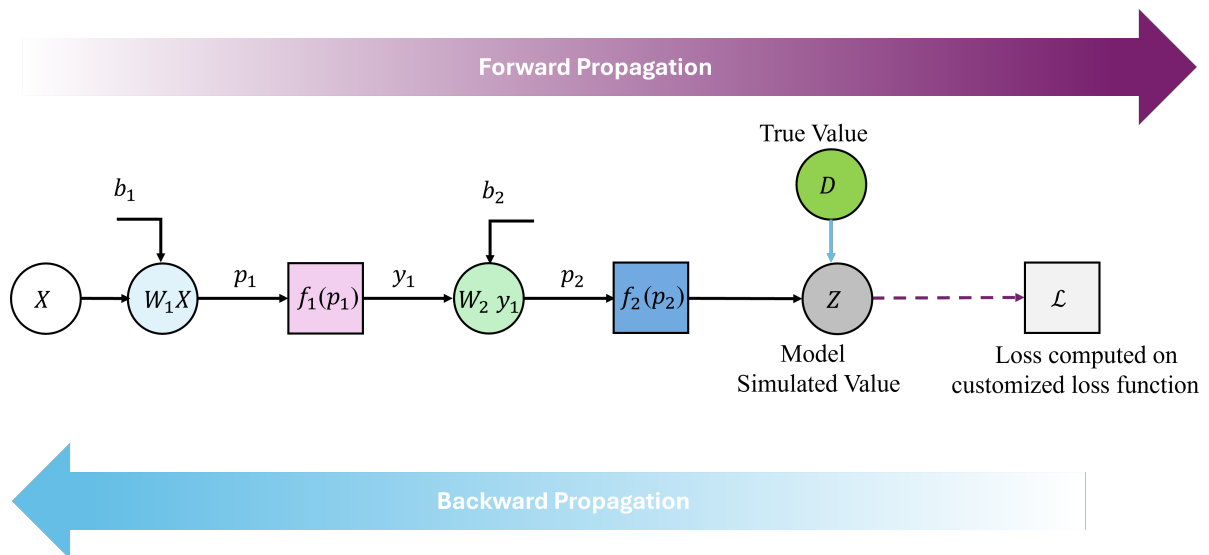 Forward Propagation
True Value
D
b₁
b₂
X
W₁X
p₁
f₁(p₁)
y₁
W₂ y₁
p₂
f₂(p₂)
Z
ℒ
Model
Simulated Value
Loss computed on
customized loss function
Backward Propagation